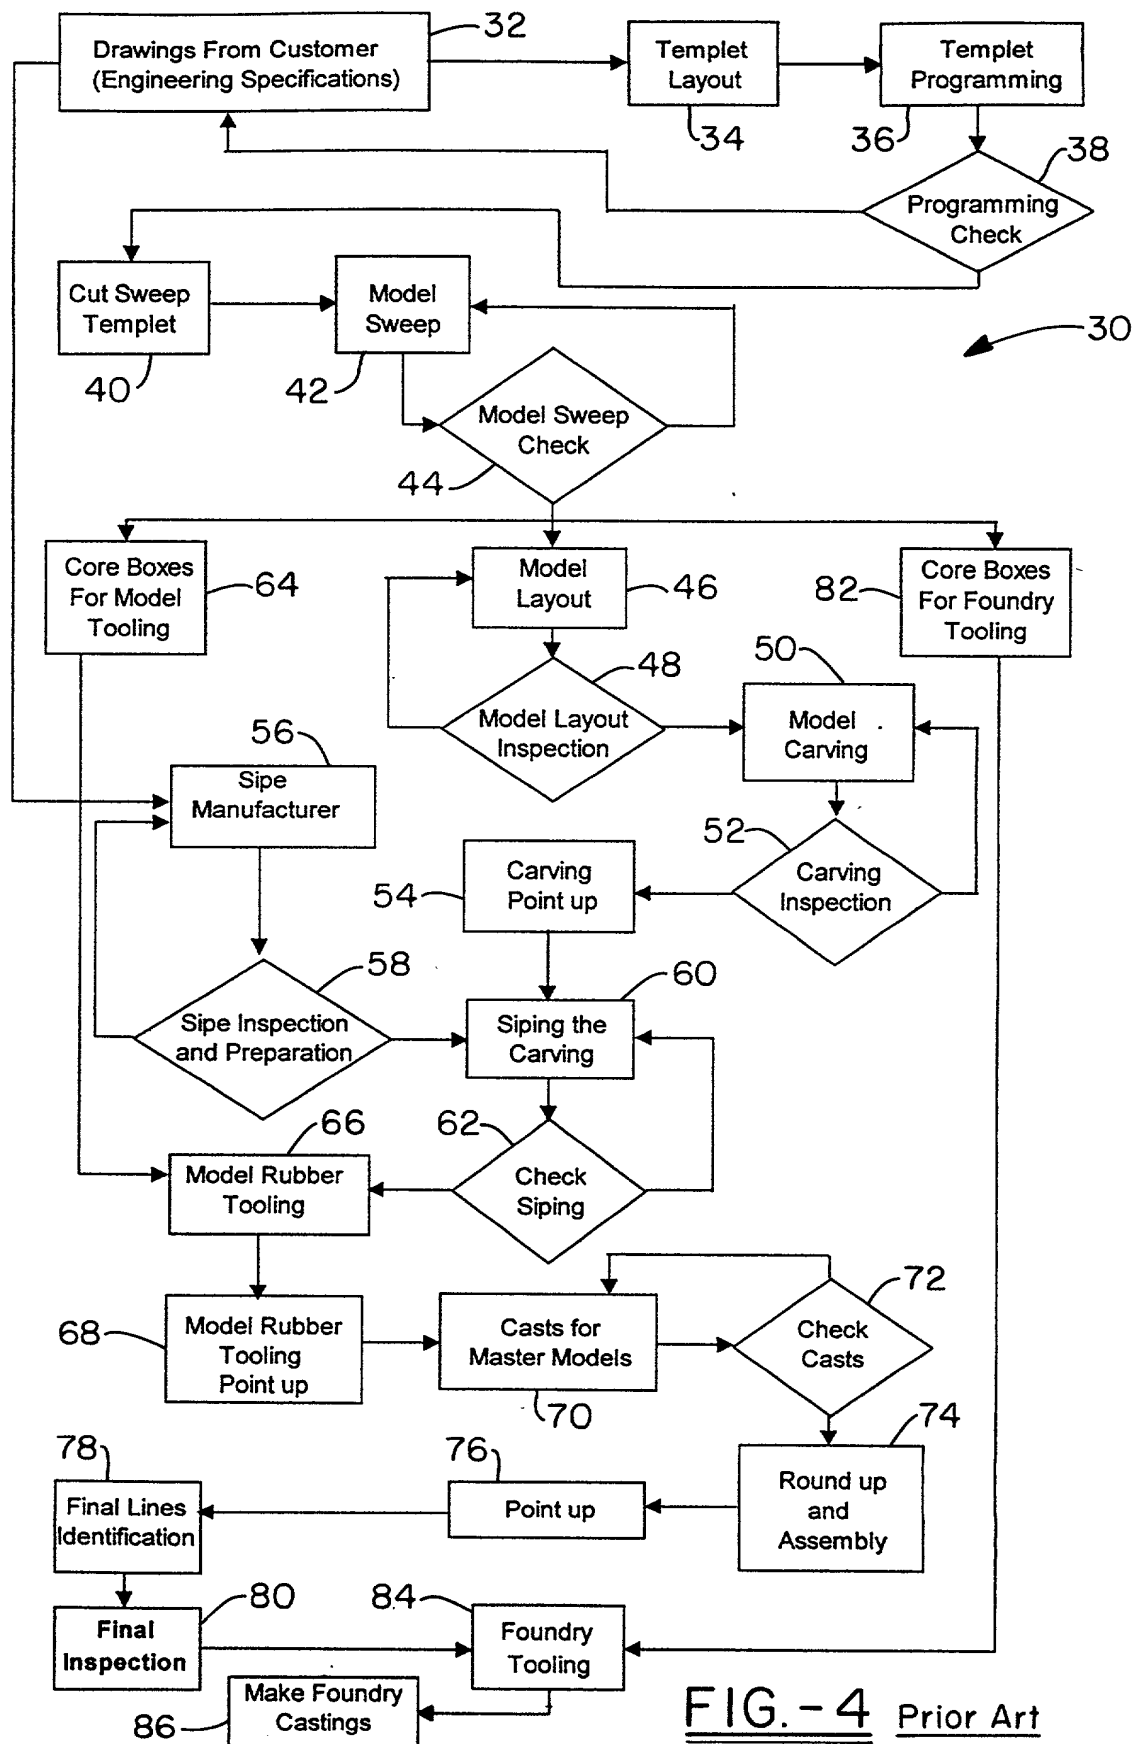 32
Drawings From Customer
(Engineering Specifications)
Templet
Layout
34
Templet
Programming
36
38
Programming
Check
Cut Sweep
Templet
40
Model
Sweep
42
30
Model Sweep
Check
44
Core Boxes
For Model
Tooling
64
Model
Layout
46
82
Core Boxes
For Foundry
Tooling
48
Model Layout
Inspection
50
Model
Carving
56
Sipe
Manufacturer
52
Carving
Inspection
54
Carving
Point up
58
Sipe Inspection
and Preparation
60
Siping the
Carving
66
Model Rubber
Tooling
62
Check
Siping
68
Model Rubber
Tooling
Point up
Casts for
Master Models
70
72
Check
Casts
74
Round up
and
Assembly
76
Point up
78
Final Lines
Identification
80
Final
Inspection
84
Foundry
Tooling
Make Foundry
Castings
86
FIG.-4 Prior Art